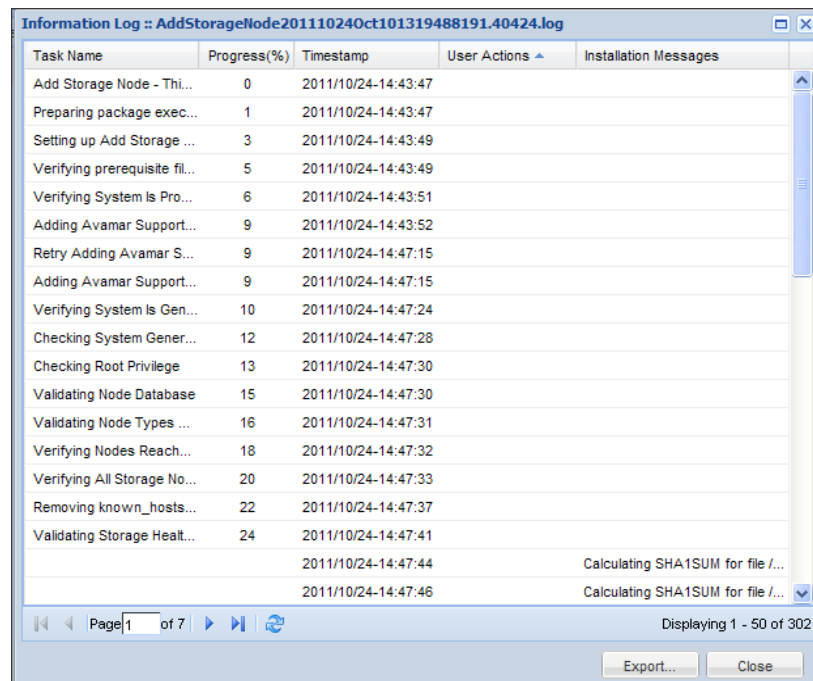 Information Log :: AddStorageNode20111024Oct101319488191.40424.log
Task Name Progress(%) Timestamp User Actions Installation Messages
Add Storage Node - Thi... 0 2011/10/24-14:43:47
Preparing package exec... 1 2011/10/24-14:43:47
Setting up Add Storage ... 3 2011/10/24-14:43:49
Verifying prerequisite fil... 5 2011/10/24-14:43:49
Verifying System Is Pro... 6 2011/10/24-14:43:51
Adding Avamar Support... 9 2011/10/24-14:43:52
Retry Adding Avamar S... 9 2011/10/24-14:47:15
Adding Avamar Support... 9 2011/10/24-14:47:15
Verifying System Is Gen... 10 2011/10/24-14:47:24
Checking System Gener... 12 2011/10/24-14:47:28
Checking Root Privilege 13 2011/10/24-14:47:30
Validating Node Database 15 2011/10/24-14:47:30
Validating Node Types ... 16 2011/10/24-14:47:31
Verifying Nodes Reach... 18 2011/10/24-14:47:32
Verifying All Storage No... 20 2011/10/24-14:47:33
Removing known_hosts... 22 2011/10/24-14:47:37
Validating Storage Healt... 24 2011/10/24-14:47:41
2011/10/24-14:47:44 Calculating SHA1SUM for file /...
2011/10/24-14:47:46 Calculating SHA1SUM for file /...
Page 1 of 7 Displaying 1 - 50 of 302
Export... Close